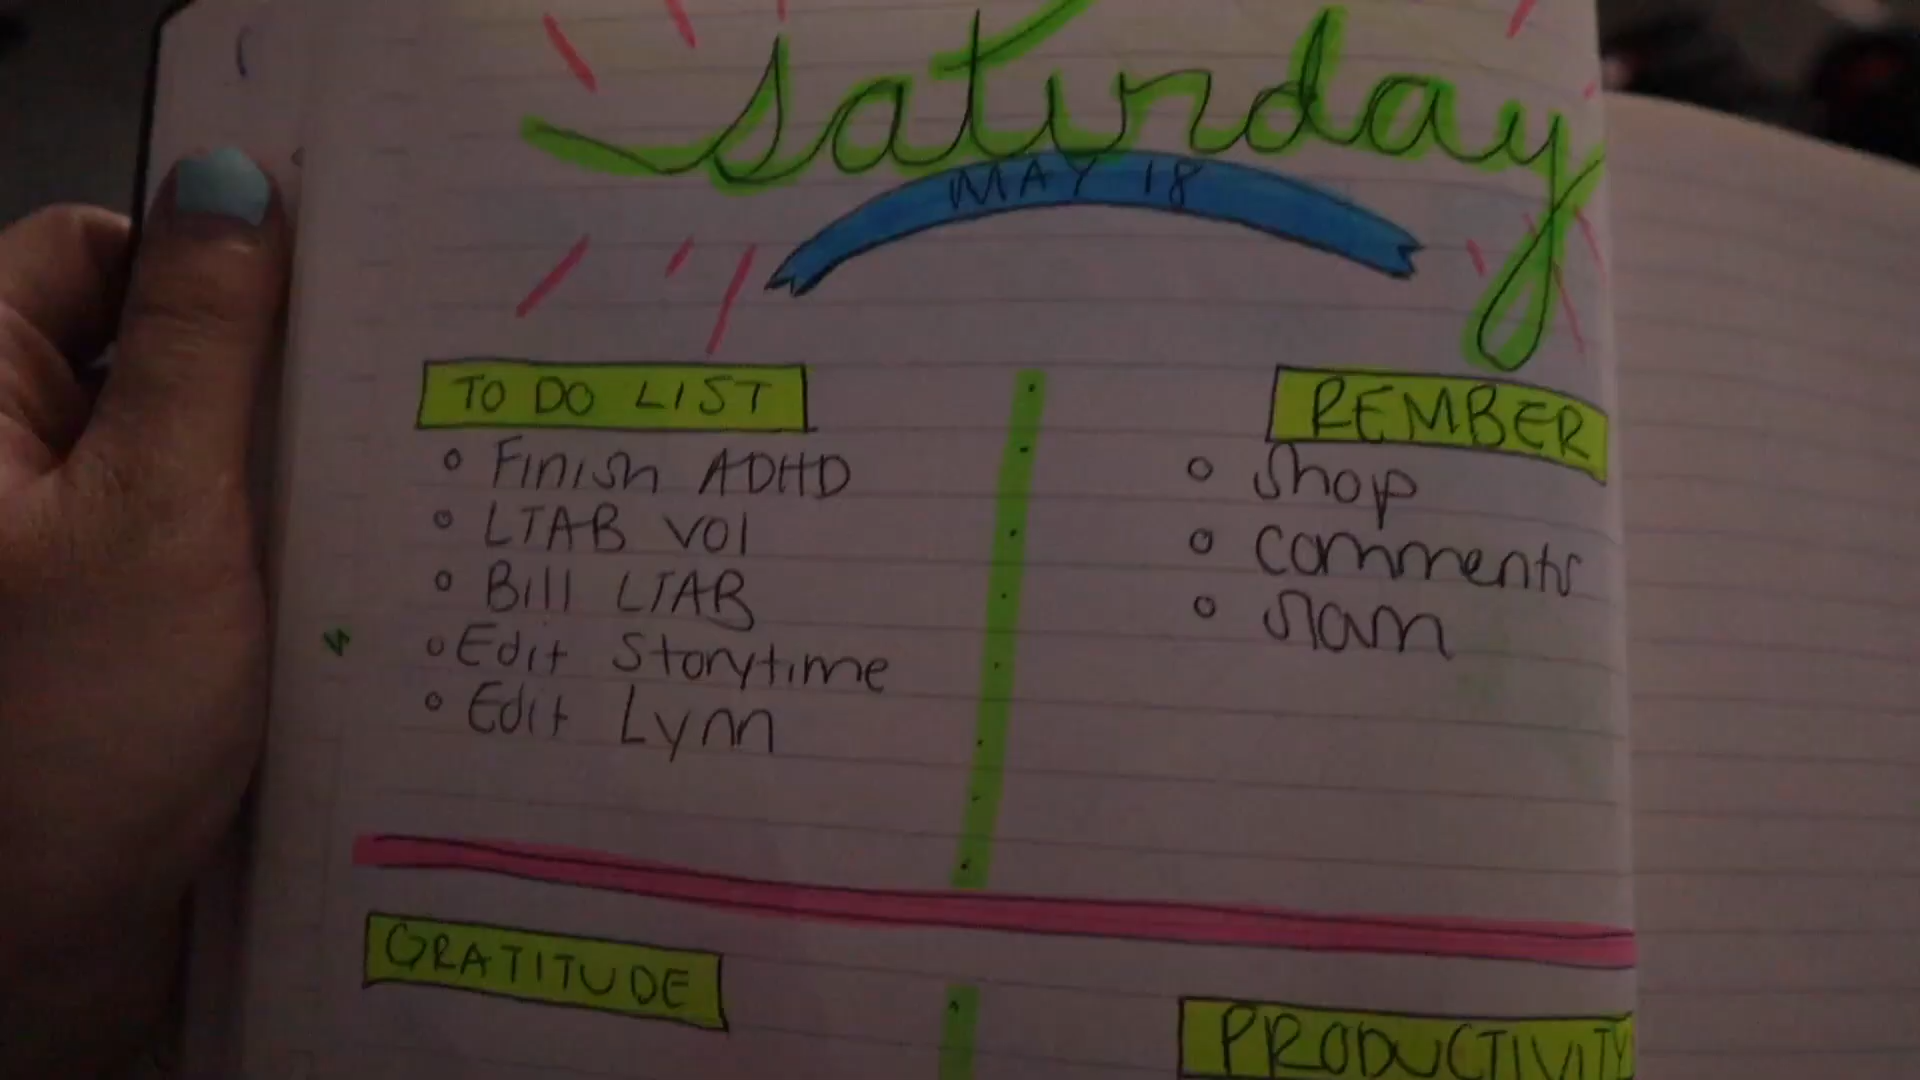 Saturday
MAY 18
TO DO LIST
Finish ADHD
LTAB vol
Bill LTAB
Edit Storytime
Edit Lynn
REMBER
Shop
Comments
Slam
GRATITUDE
PRODUCTIVITY